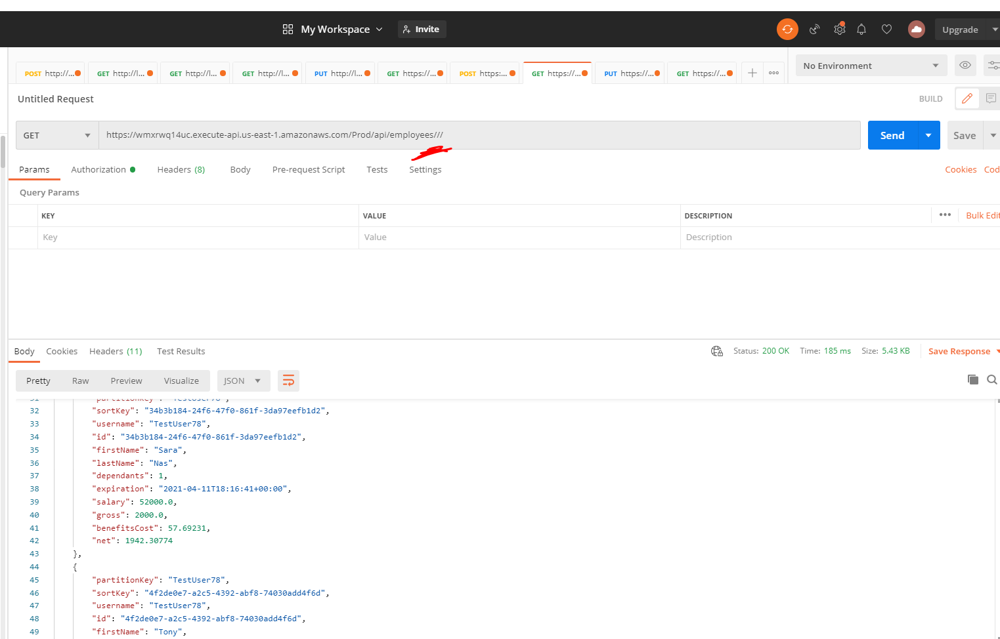 My Workspace Invite Upgrade
POST http://l... GET http://l... GET http://l... GET http://l... PUT http://l... GET https://... POST https:... GET https://... PUT https://... GET https://... No Environment
Untitled Request BUILD
GET https://wmxrwq14uc.execute-api.us-east-1.amazonaws.com/Prod/api/employees/// Send Save
Params Authorization Headers (8) Body Pre-request Script Tests Settings Cookies Cod
Query Params
KEY VALUE DESCRIPTION Bulk Edit
Key Value Description
Body Cookies Headers (11) Test Results Status: 200 OK Time: 185 ms Size: 5.43 KB Save Response
Pretty Raw Preview Visualize JSON
31 "partitionKey": "TestUser78",
32 "sortKey": "34b3b184-24f6-47f0-861f-3da97eefb1d2",
33 "username": "TestUser78",
34 "id": "34b3b184-24f6-47f0-861f-3da97eefb1d2",
35 "firstName": "Sara",
36 "lastName": "Nas",
37 "dependants": 1,
38 "expiration": "2021-04-11T18:16:41+00:00",
39 "salary": 52000.0,
40 "gross": 2000.0,
41 "benefitsCost": 57.69231,
42 "net": 1942.30774
43 },
44 {
45 "partitionKey": "TestUser78",
46 "sortKey": "4f2de0e7-a2c5-4392-abf8-74030add4f6d",
47 "username": "TestUser78",
48 "id": "4f2de0e7-a2c5-4392-abf8-74030add4f6d",
49 "firstName": "Tony",